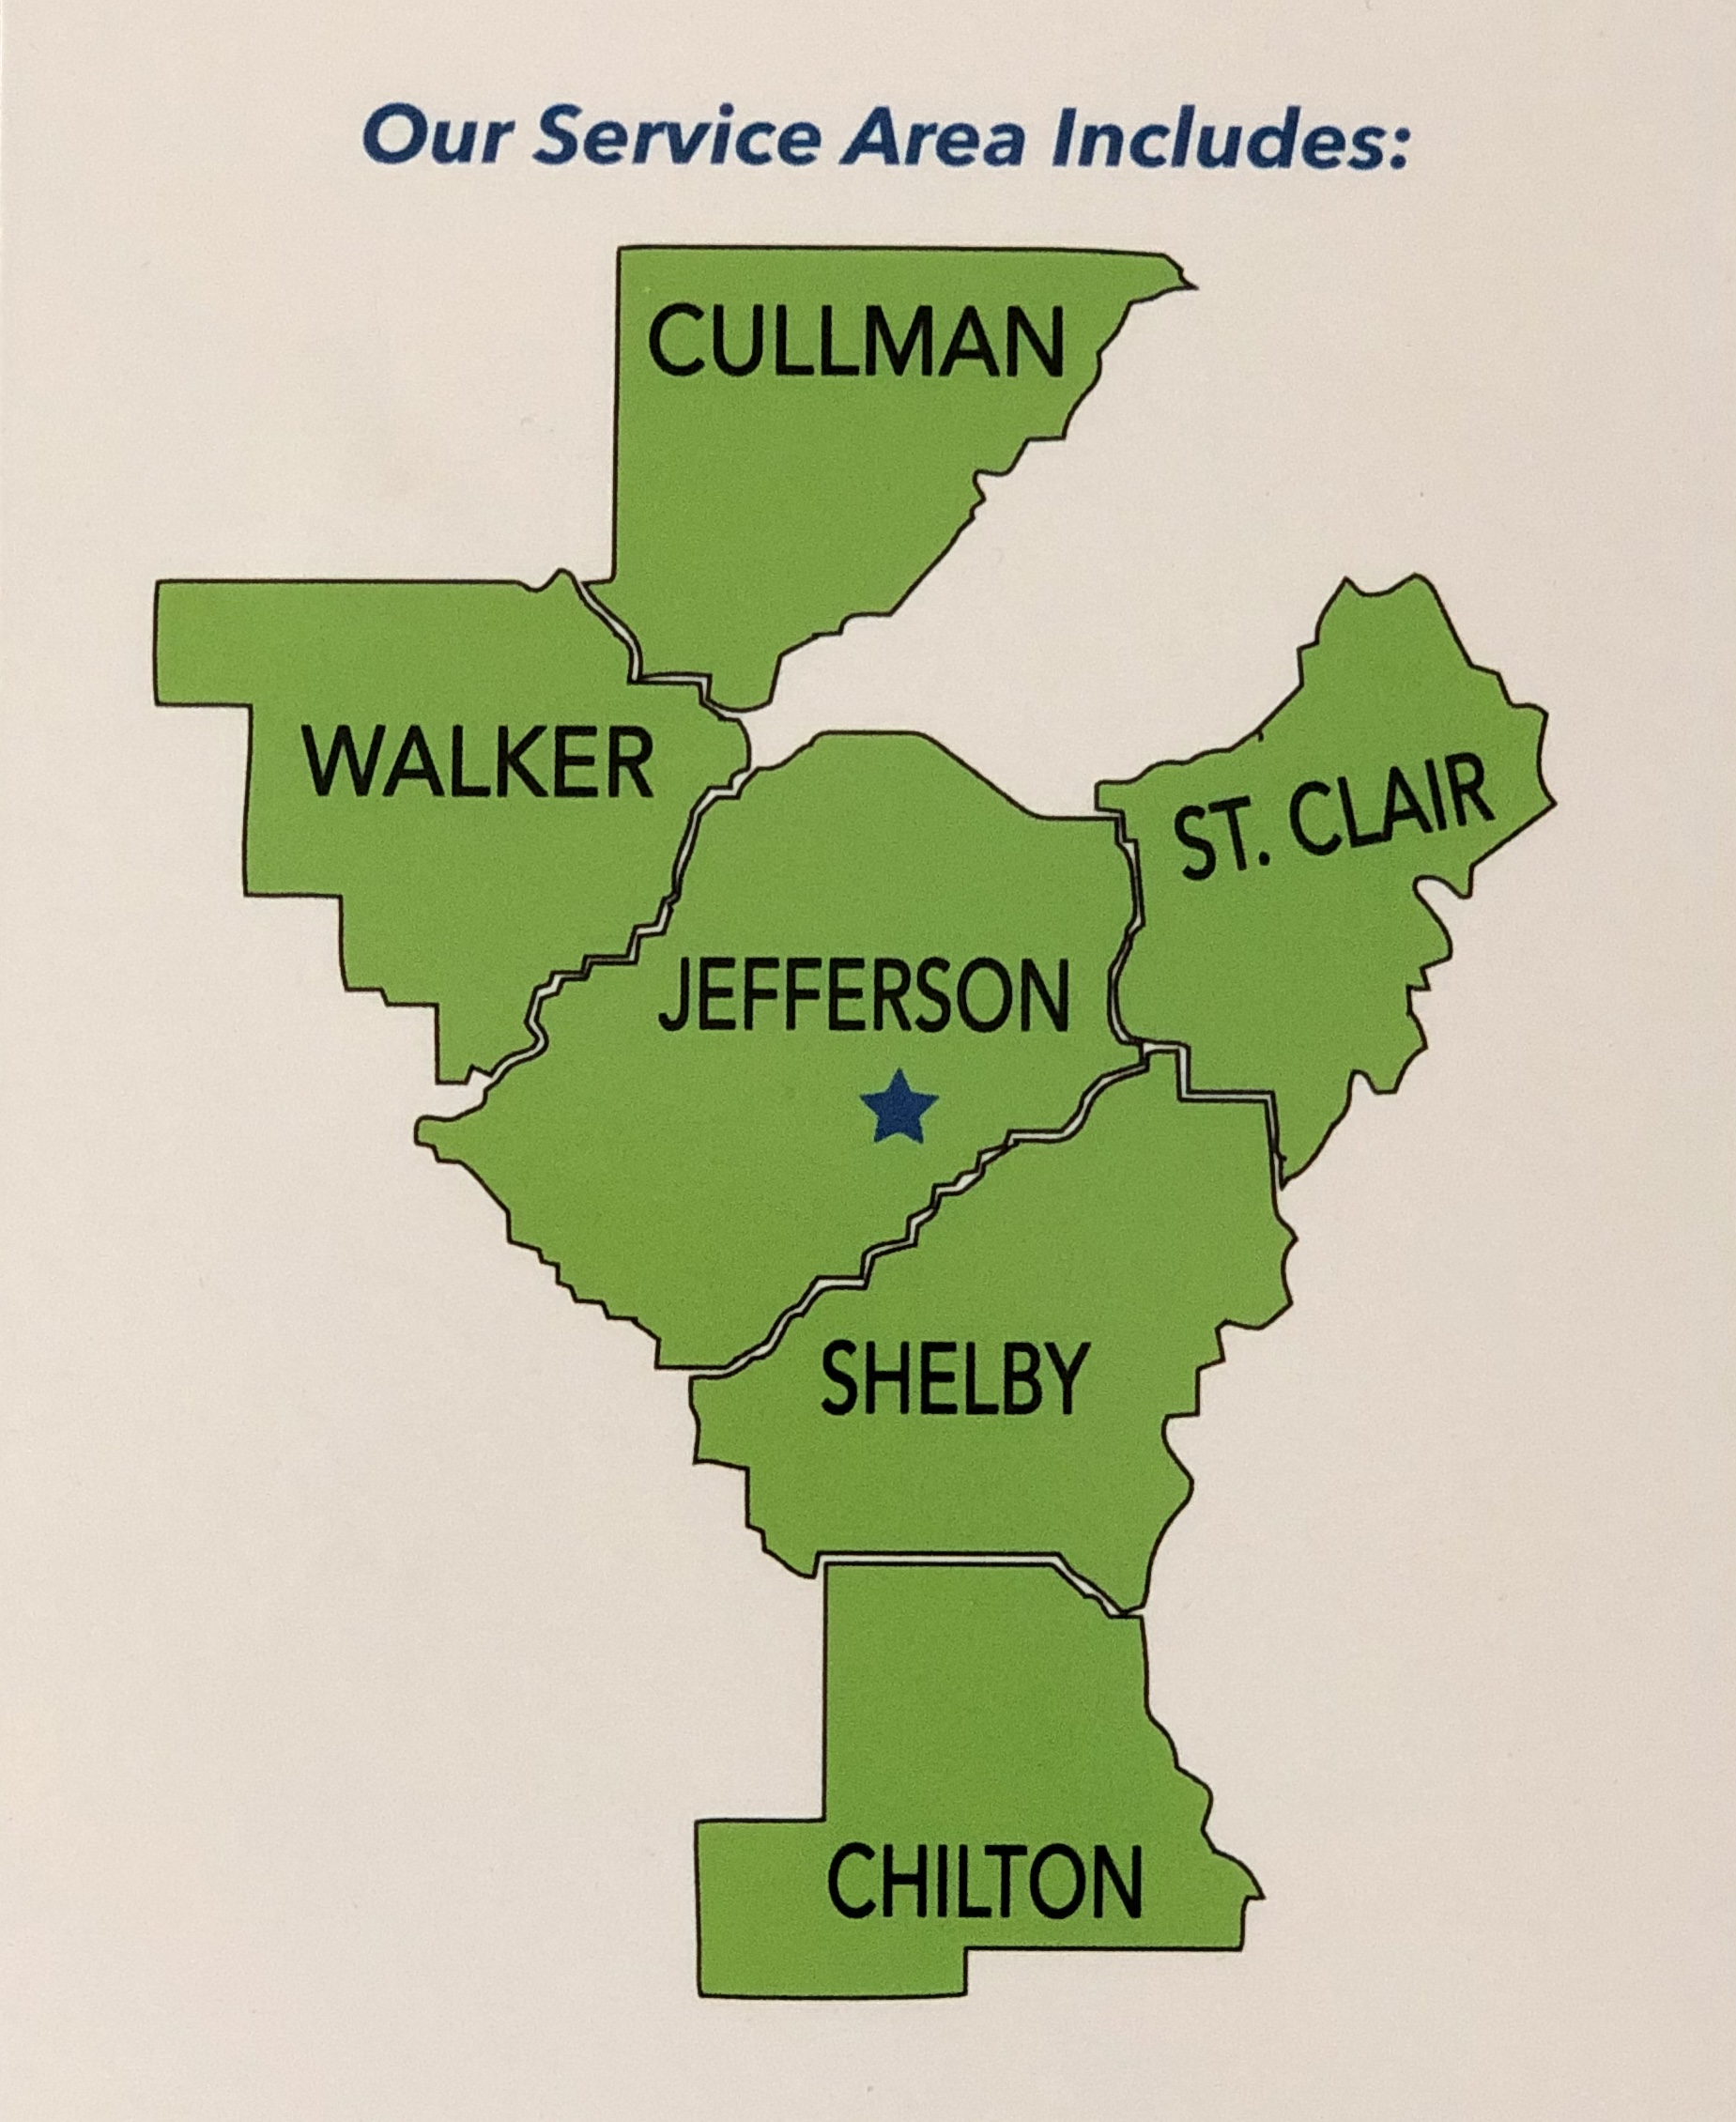 Our Service Area Includes:
CULLMAN
WALKER
ST. CLAIR
JEFFERSON
SHELBY
CHILTON